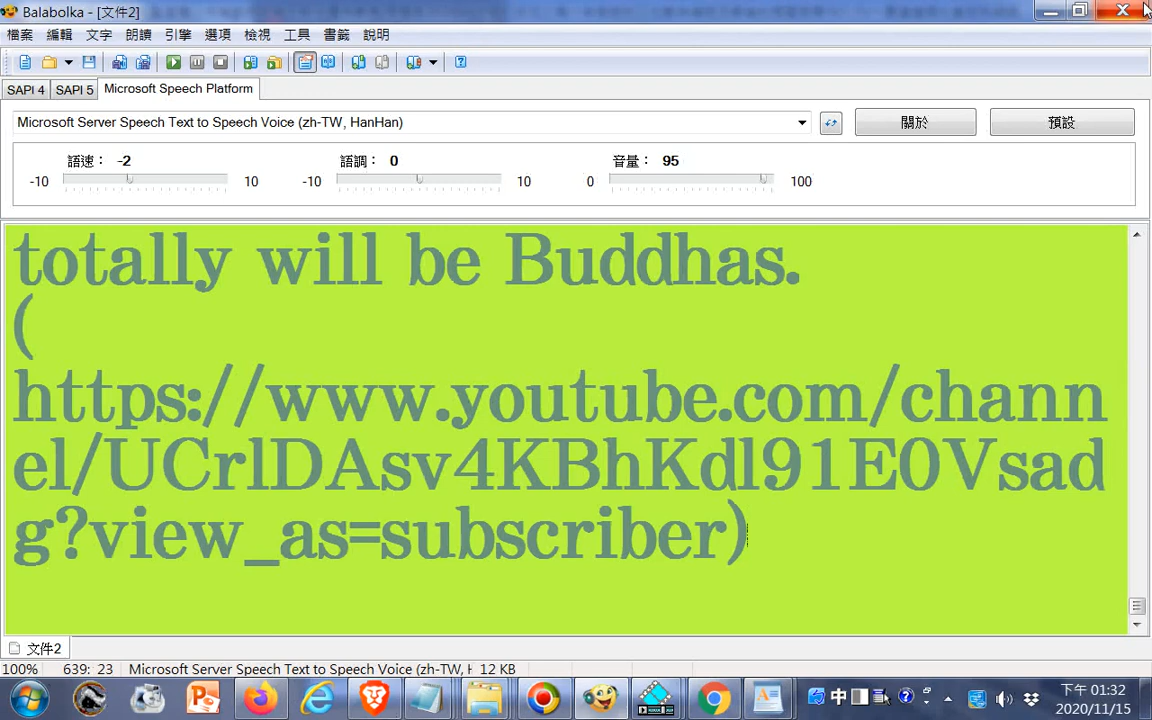 Balabolka - [文件2]
檔案 編輯 文字 朗讀 引擎 選項 檢視 工具 書籤 說明
SAPI 4 SAPI 5 Microsoft Speech Platform
Microsoft Server Speech Text to Speech Voice (zh-TW, HanHan) 關於 預設
語速： -2 語調： 0 音量： 95
-10 10 -10 10 0 100
totally will be Buddhas.
(
https://www.youtube.com/chann
el/UCrlDAsv4KBhKdl91E0Vsad
g?view_as=subscriber)
文件2
100% 639: 23 Microsoft Server Speech Text to Speech Voice (zh-TW, H 12 KB
中
下午 01:32
2020/11/15